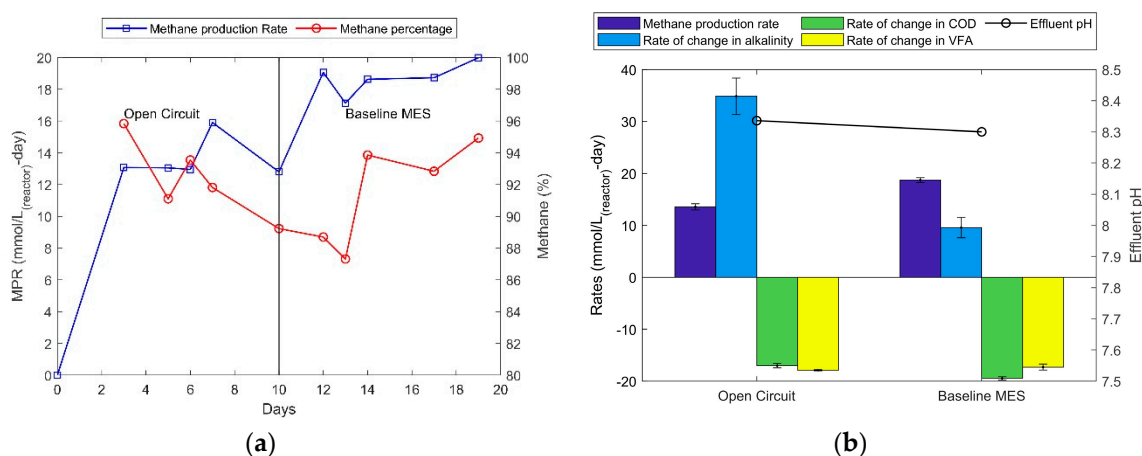 Methane production Rate
Methane percentage
20
18
16
14
12
10
8
6
4
2
0
MPR (mmol/L(reactor)-day)
Open Circuit
Baseline MES
100
98
96
94
92
90
88
86
84
82
80
Methane (%)
0 2 4 6 8 10 12 14 16 18 20
Days
(a)
Methane production rate
Rate of change in alkalinity
Rate of change in COD
Rate of change in VFA
Effluent pH
40
30
20
10
0
-10
-20
Rates (mmol/L(reactor)-day)
8.5
8.4
8.3
8.2
8.1
8
7.9
7.8
7.7
7.6
7.5
Effluent pH
Open Circuit
Baseline MES
(b)